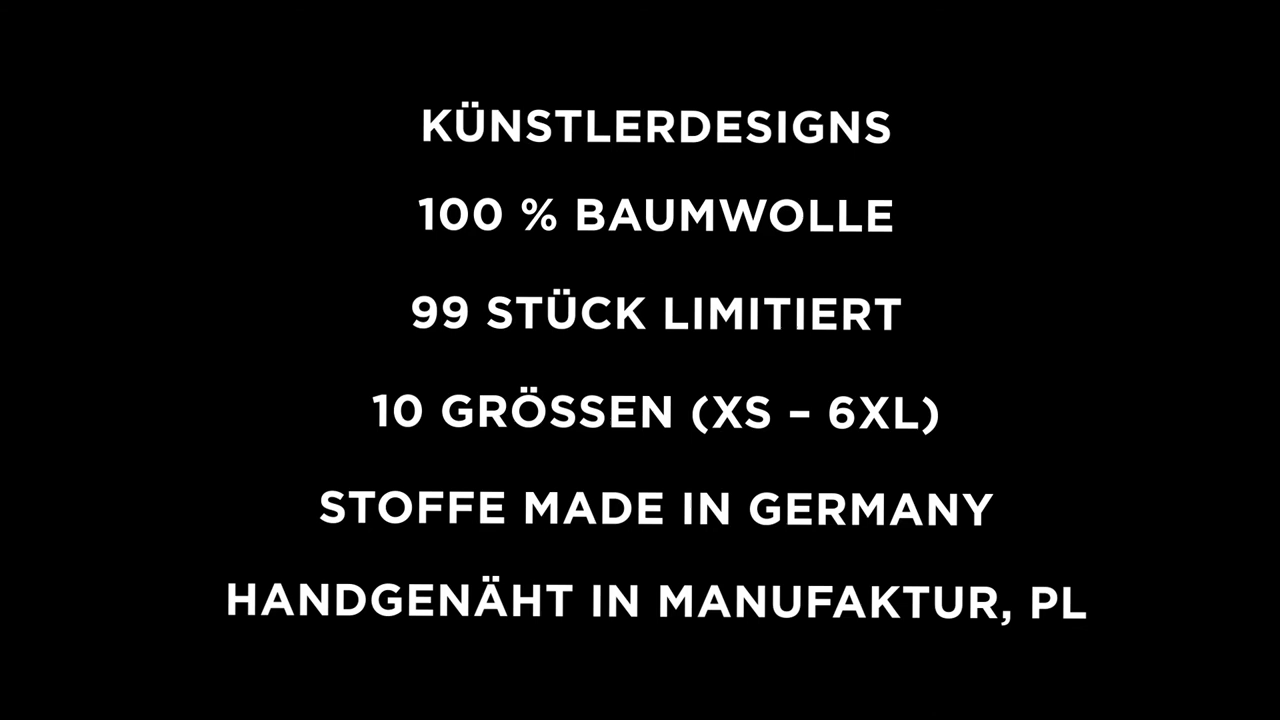 KÜNSTLERDESIGNS
100 % BAUMWOLLE
99 STÜCK LIMITIERT
10 GRÖSSEN (XS – 6XL)
STOFFE MADE IN GERMANY
HANDGENÄHT IN MANUFAKTUR, PL